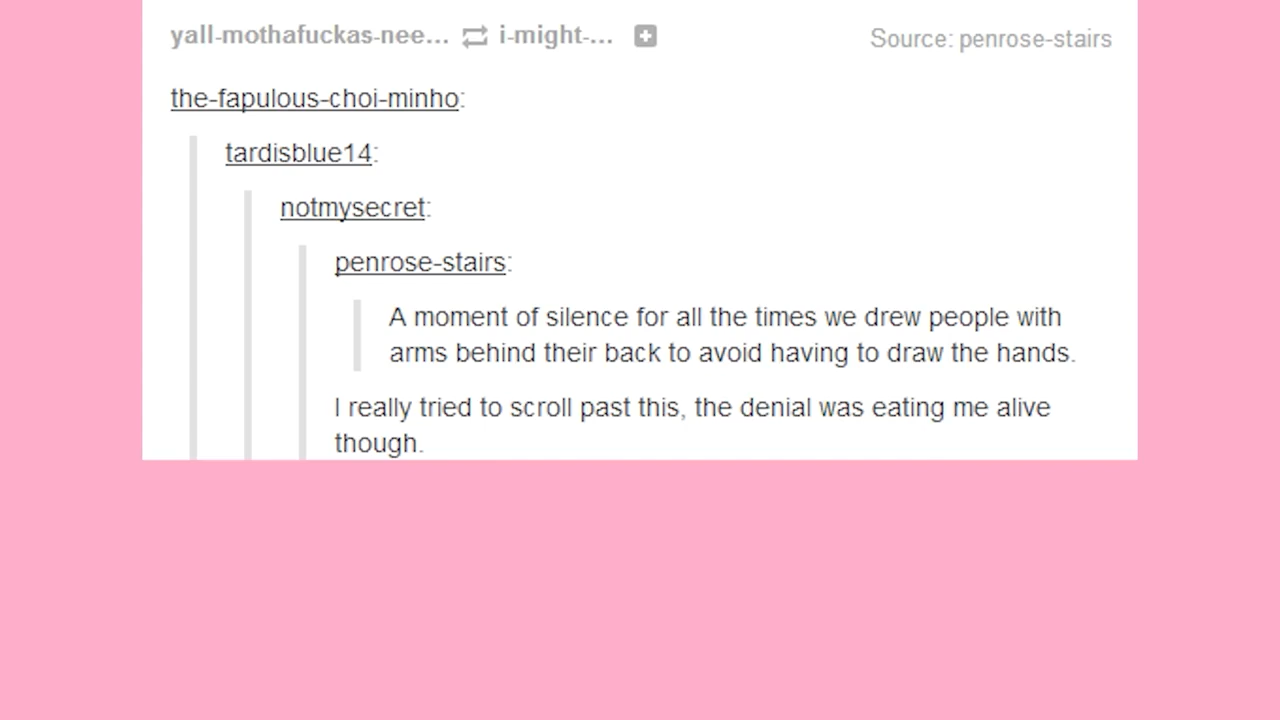 yall-mothafuckas-nee... i-might-... Source: penrose-stairs
the-fapulous-choi-minho:
tardisblue14:
notmysecret:
penrose-stairs:
A moment of silence for all the times we drew people with
arms behind their back to avoid having to draw the hands.
I really tried to scroll past this, the denial was eating me alive
though.